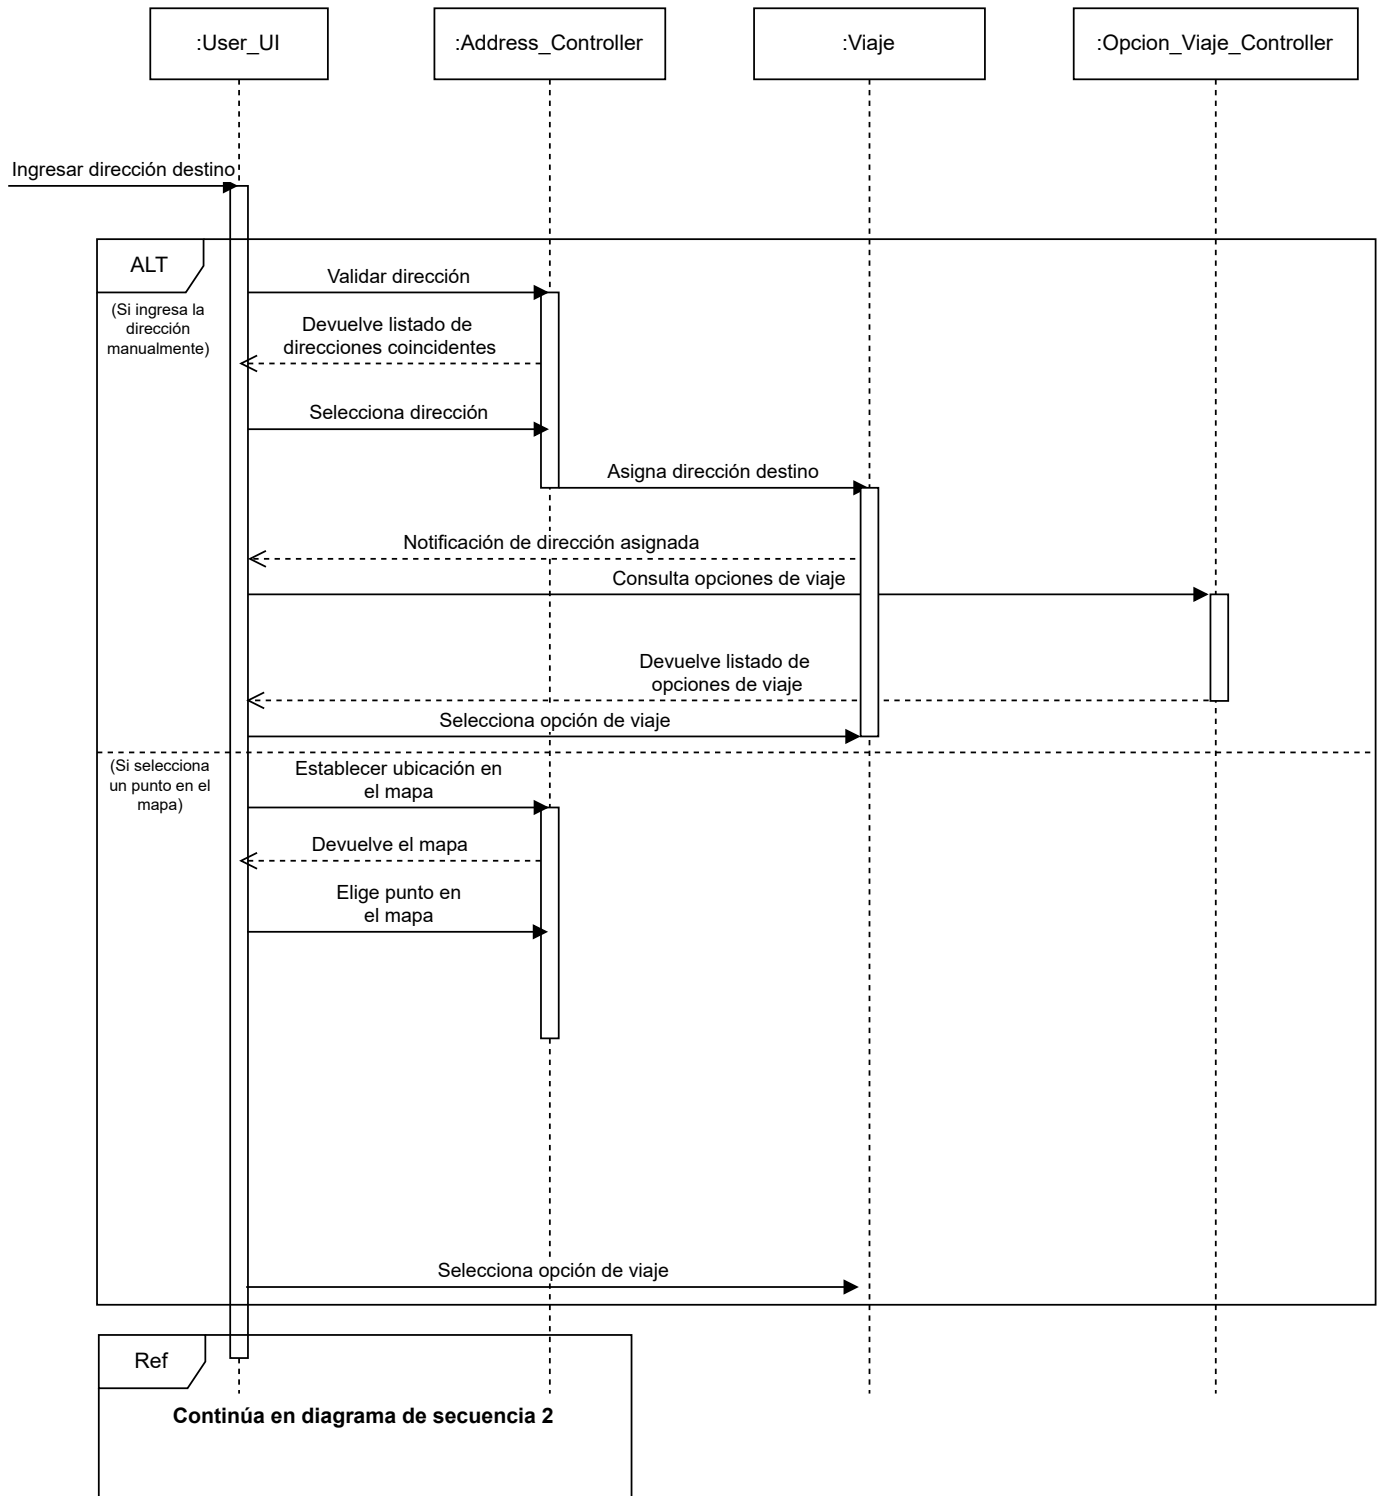 :User_UI
:Address_Controller
:Viaje
:Opcion_Viaje_Controller
Ingresar dirección destino
ALT
(Si ingresa la
dirección
manualmente)
Validar dirección
Devuelve listado de
direcciones coincidentes
Selecciona dirección
Asigna dirección destino
Notificación de dirección asignada
Consulta opciones de viaje
Devuelve listado de
opciones de viaje
Selecciona opción de viaje
(Si selecciona
un punto en el
mapa)
Establecer ubicación en
el mapa
Devuelve el mapa
Elige punto en
el mapa
Selecciona opción de viaje
Ref
Continúa en diagrama de secuencia 2